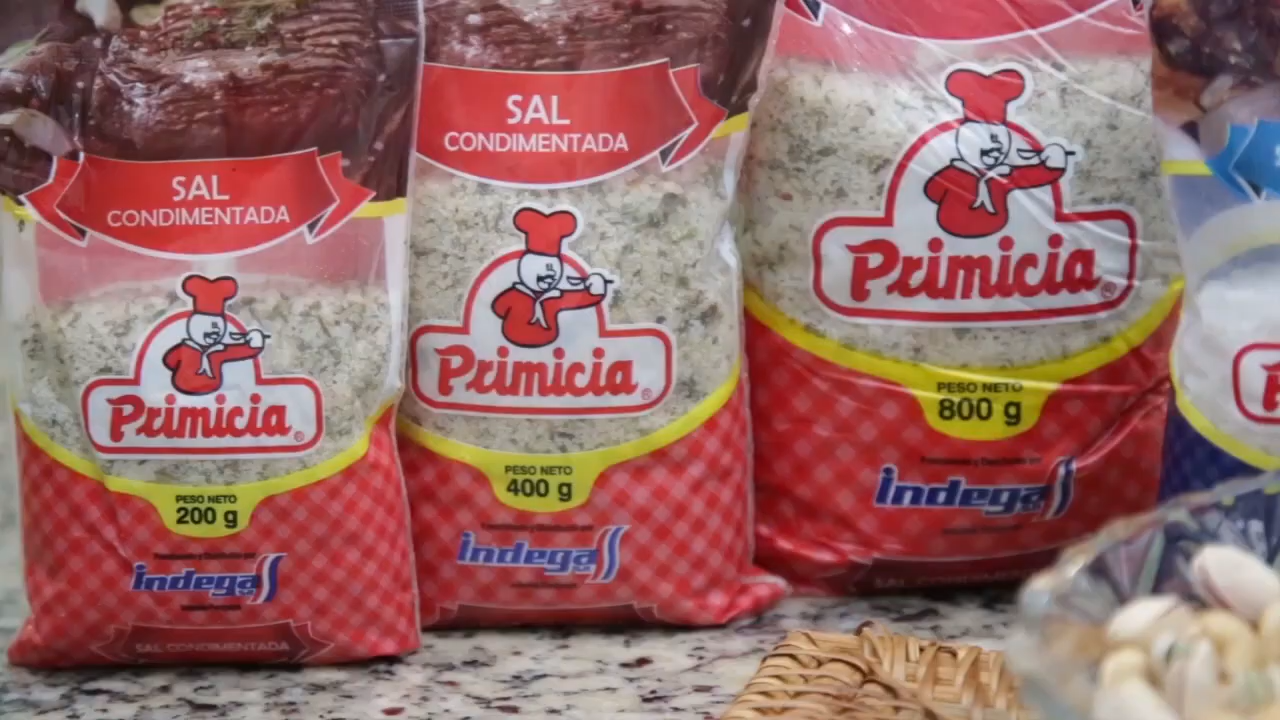 SAL
CONDIMENTADA
Primicia®
PESO NETO
200 g
indega
SAL CONDIMENTADA
SAL
CONDIMENTADA
Primicia®
PESO NETO
400 g
indega
Primicia®
PESO NETO
800 g
indega